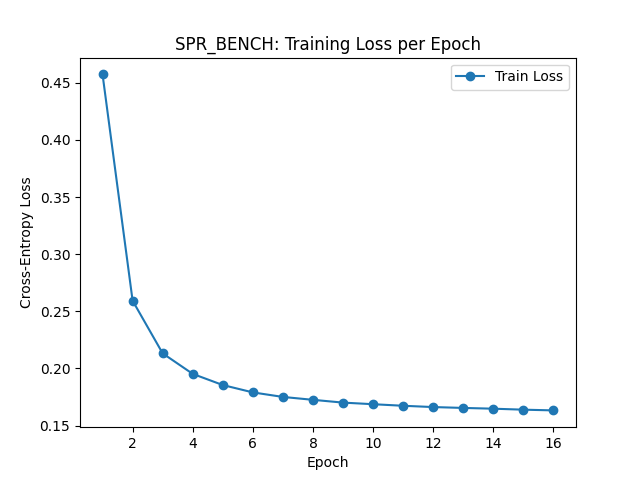 SPR_BENCH: Training Loss per Epoch
Train Loss
Cross-Entropy Loss
0.45
0.40
0.35
0.30
0.25
0.20
0.15
2 4 6 8 10 12 14 16
Epoch